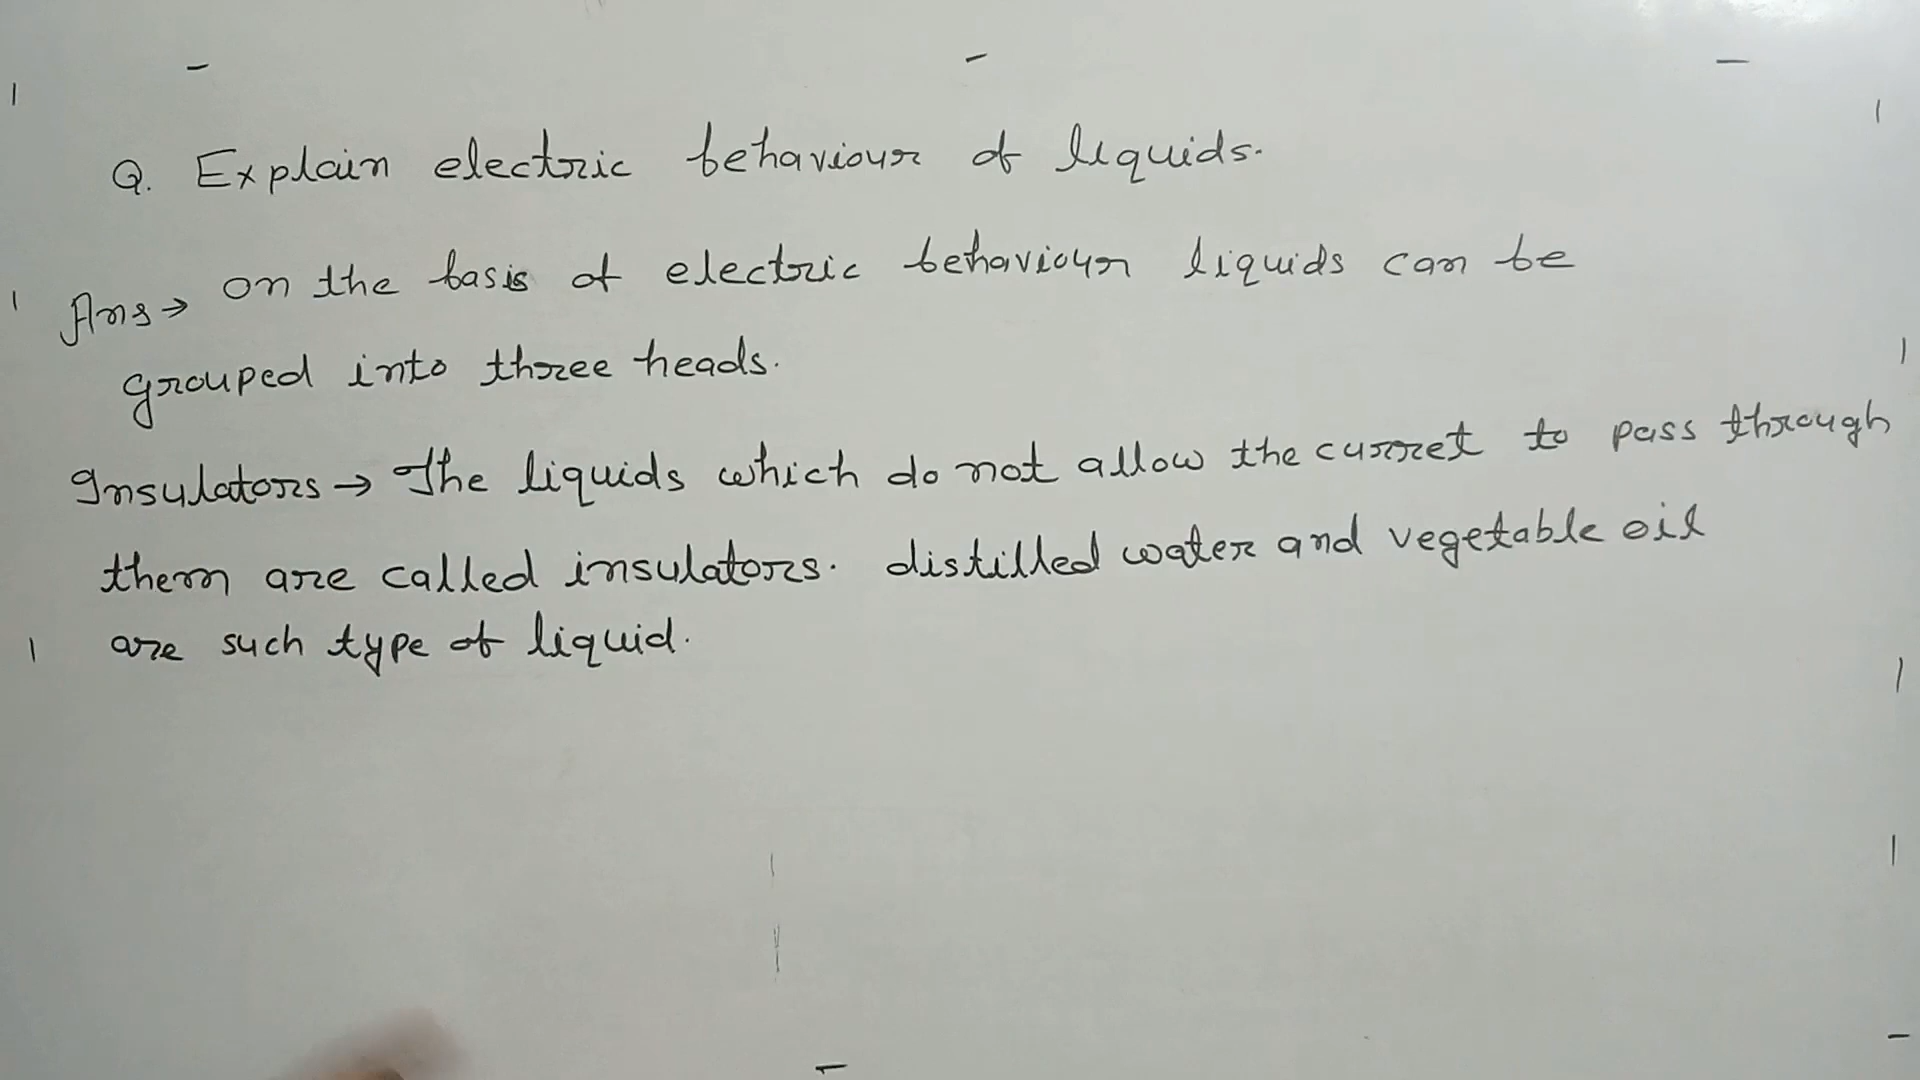 Q. Explain electric behaviour of liquids.
Ans → on the basis of electric behaviour liquids can be
grouped into three heads.
Insulators → The liquids which do not allow the curret to pass through
them are called insulators. distilled water and vegetable oil
are such type of liquid.